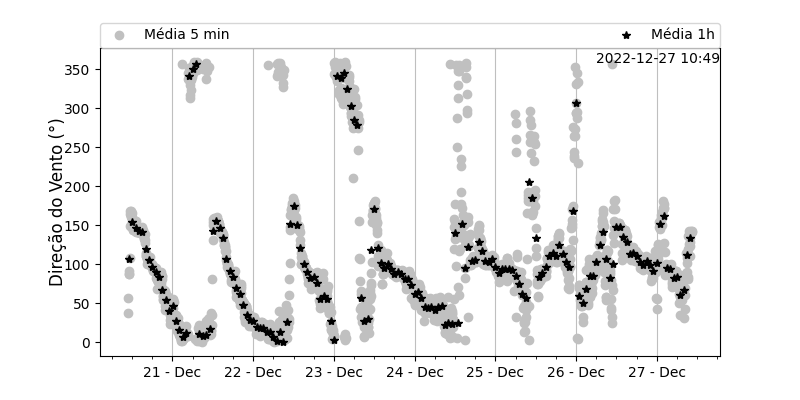 Média 5 min
Média 1h
2022-12-27 10:49
Direção do Vento (°)
350
300
250
200
150
100
50
0
21 - Dec
22 - Dec
23 - Dec
24 - Dec
25 - Dec
26 - Dec
27 - Dec